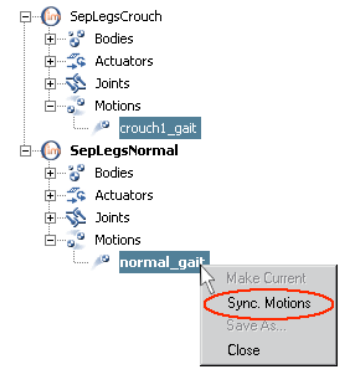 SepLegsCrouch
Bodies
Actuators
Joints
Motions
crouch1_gait
SepLegsNormal
Bodies
Actuators
Joints
Motions
normal_gait
Make Current
Sync. Motions
Save As...
Close